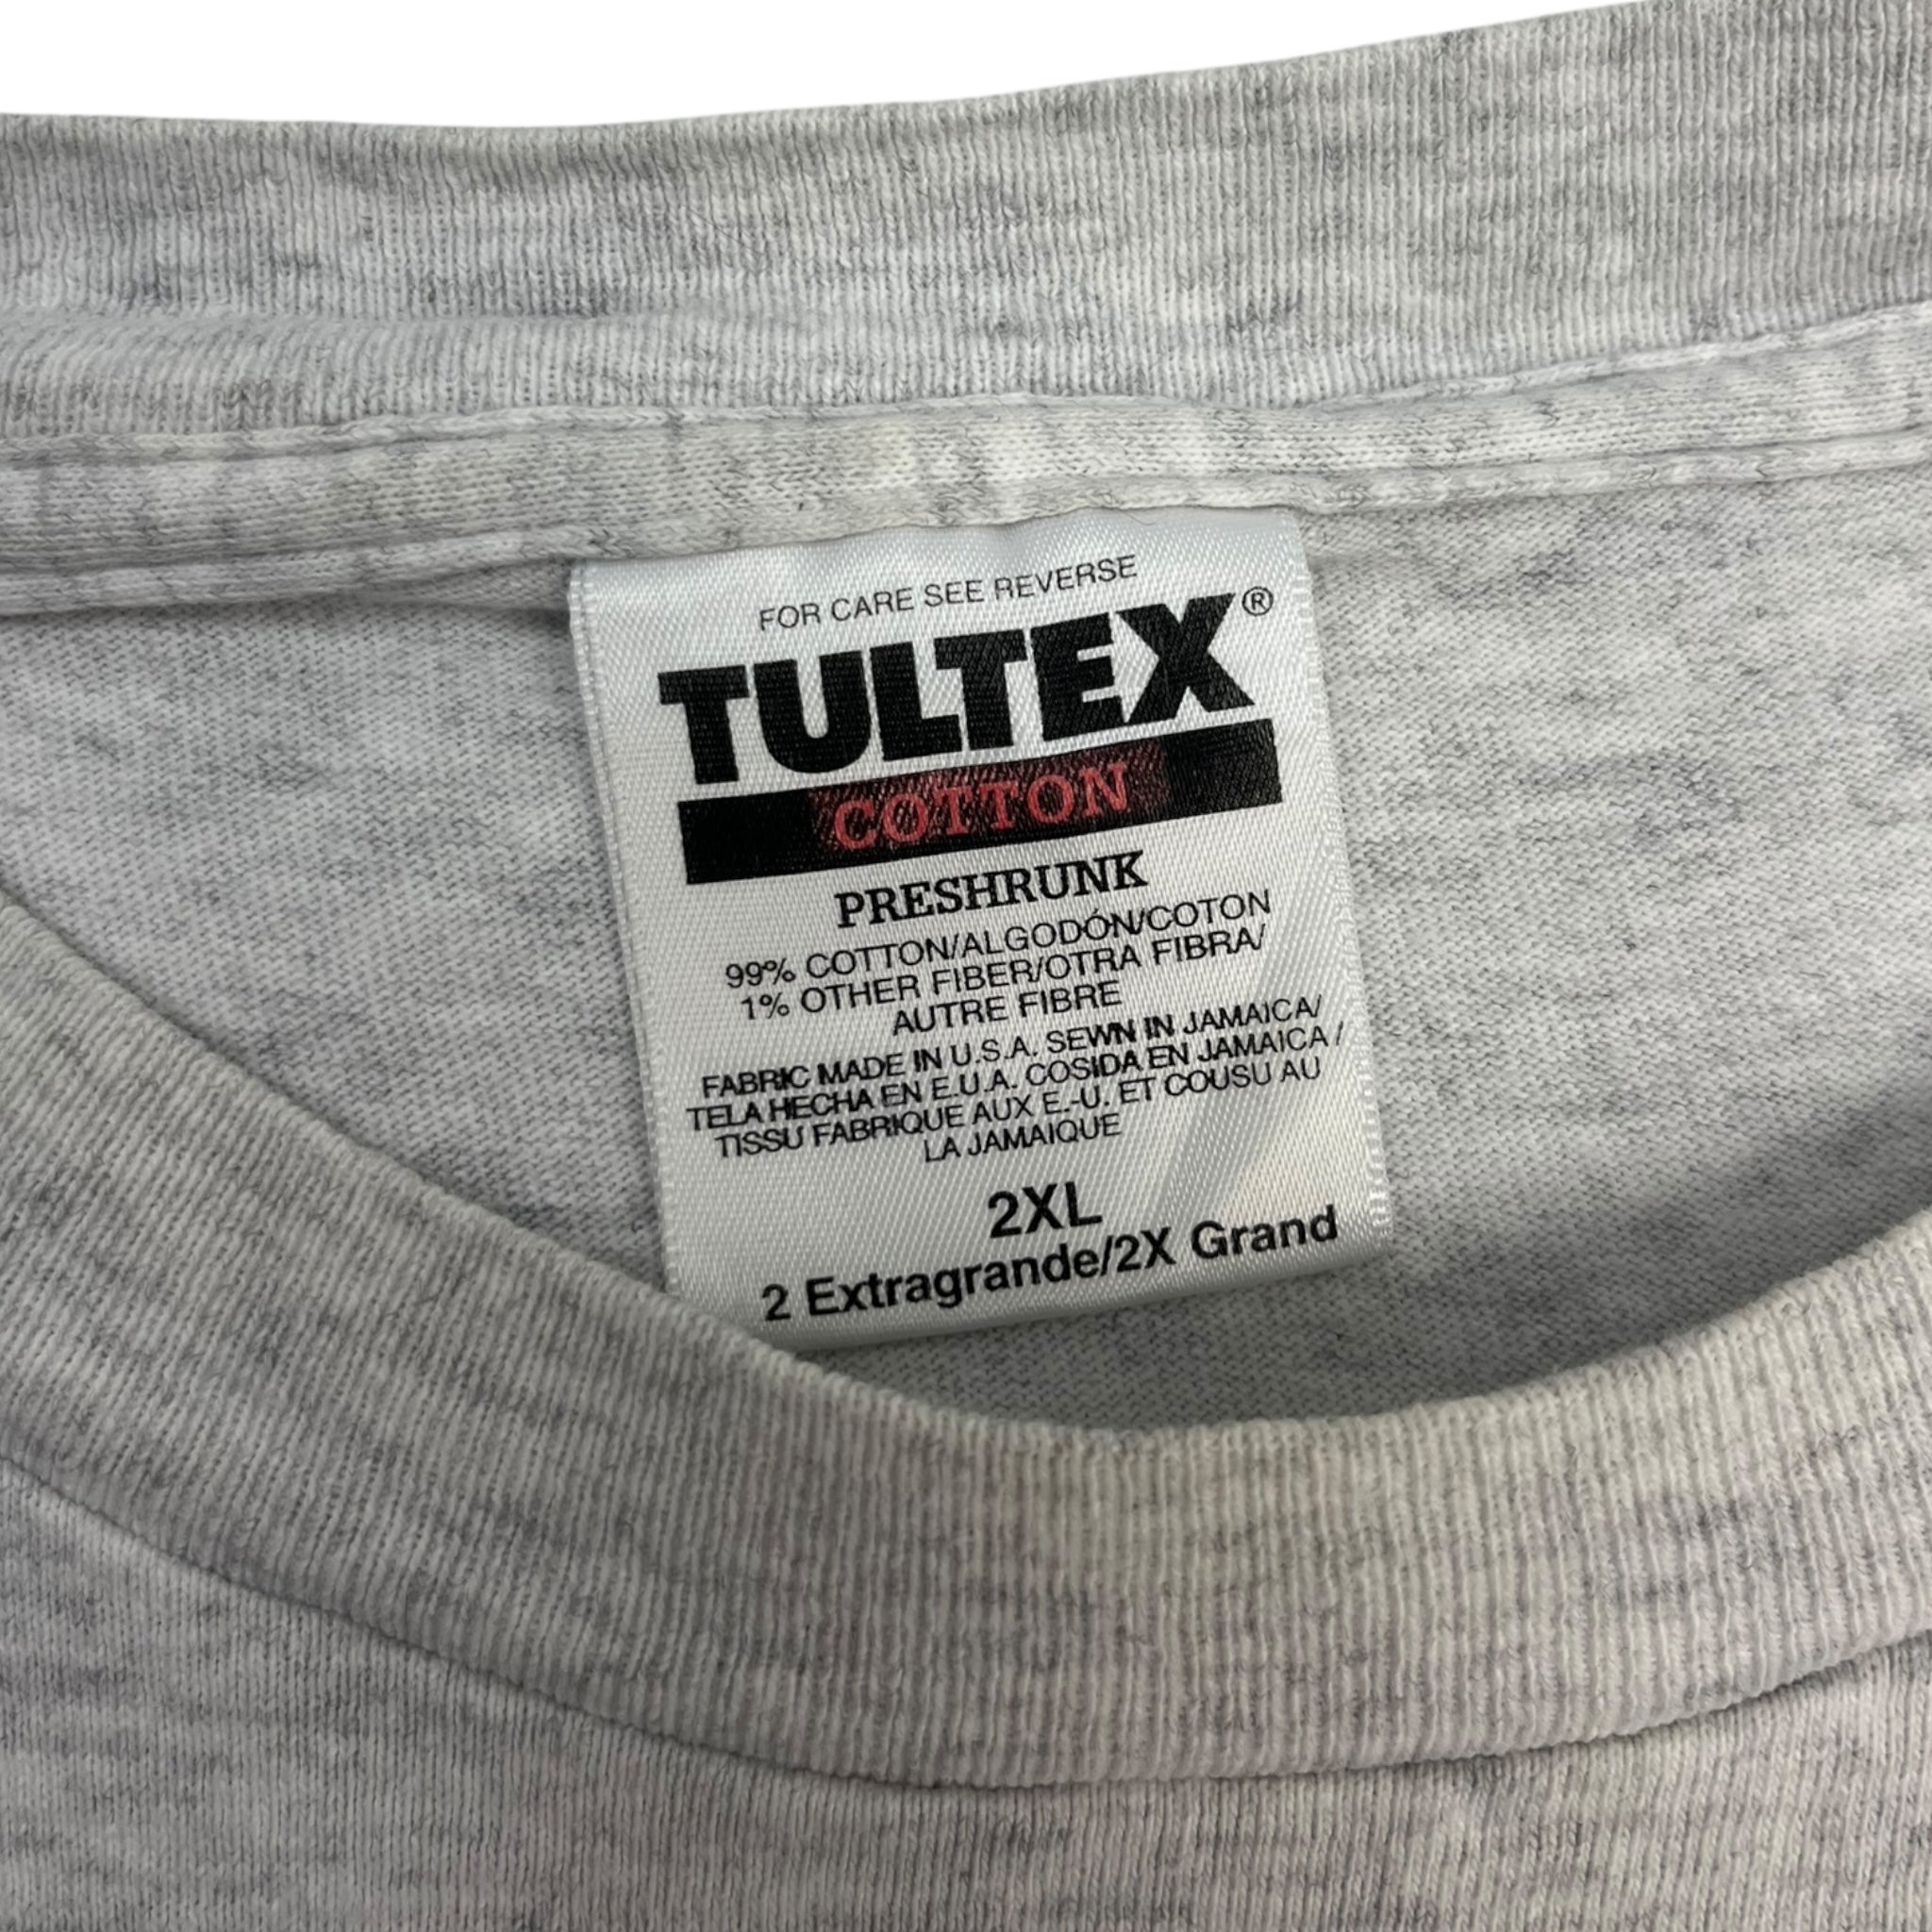 FOR CARE SEE REVERSE
TULTEX®
COTTON
PRESHRUNK
99% COTTON/ALGODÓN/COTON
1% OTHER FIBER/OTRA FIBRA/
AUTRE FIBRE
FABRIC MADE IN U.S.A. SEWN IN JAMAICA/
TELA HECHA EN E.U.A. COSIDA EN JAMAICA /
TISSU FABRIQUE AUX E.-U. ET COUSU AU
LA JAMAIQUE
2XL
2 Extragrande/2X Grand